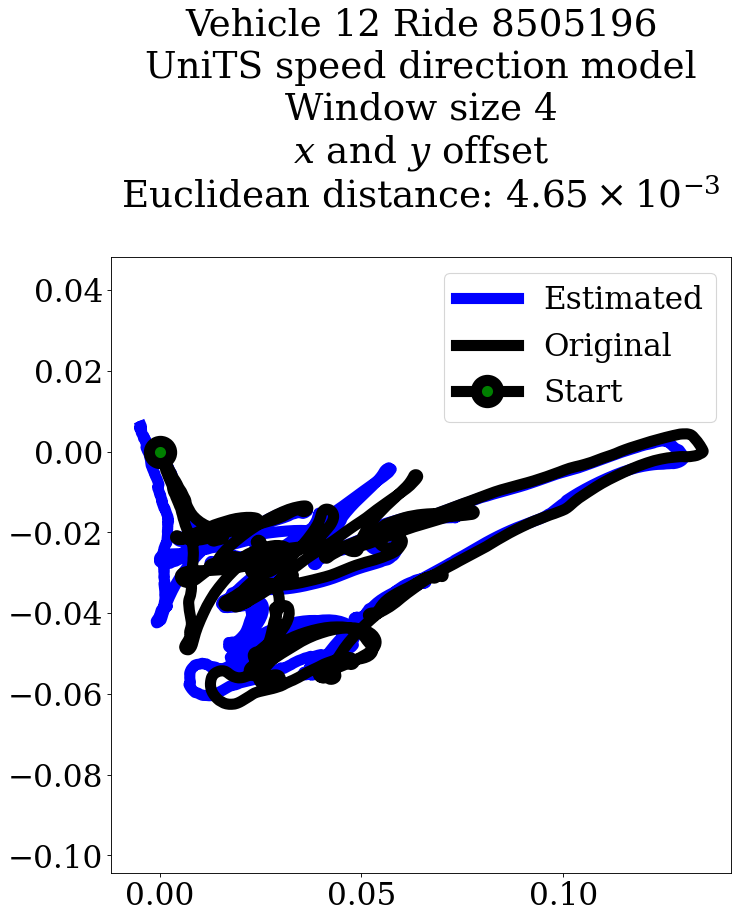 Vehicle 12 Ride 8505196
UniTS speed direction model
Window size 4
x and y offset
Euclidean distance: 4.65 × 10⁻³
Estimated
Original
Start
0.04
0.02
0.00
−0.02
−0.04
−0.06
−0.08
−0.10
0.00 0.05 0.10